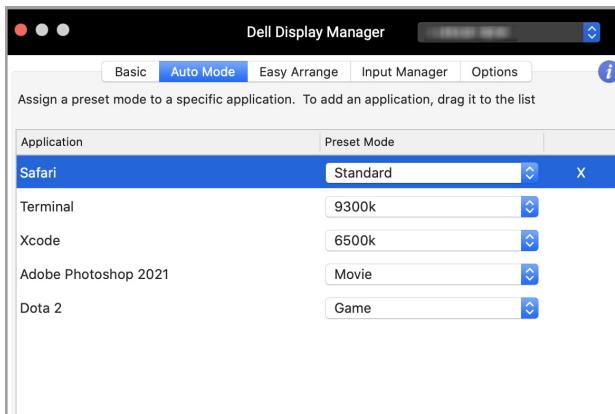 Dell Display Manager
Basic Auto Mode Easy Arrange Input Manager Options i
Assign a preset mode to a specific application. To add an application, drag it to the list
Application Preset Mode
Safari Standard X
Terminal 9300k
Xcode 6500k
Adobe Photoshop 2021 Movie
Dota 2 Game